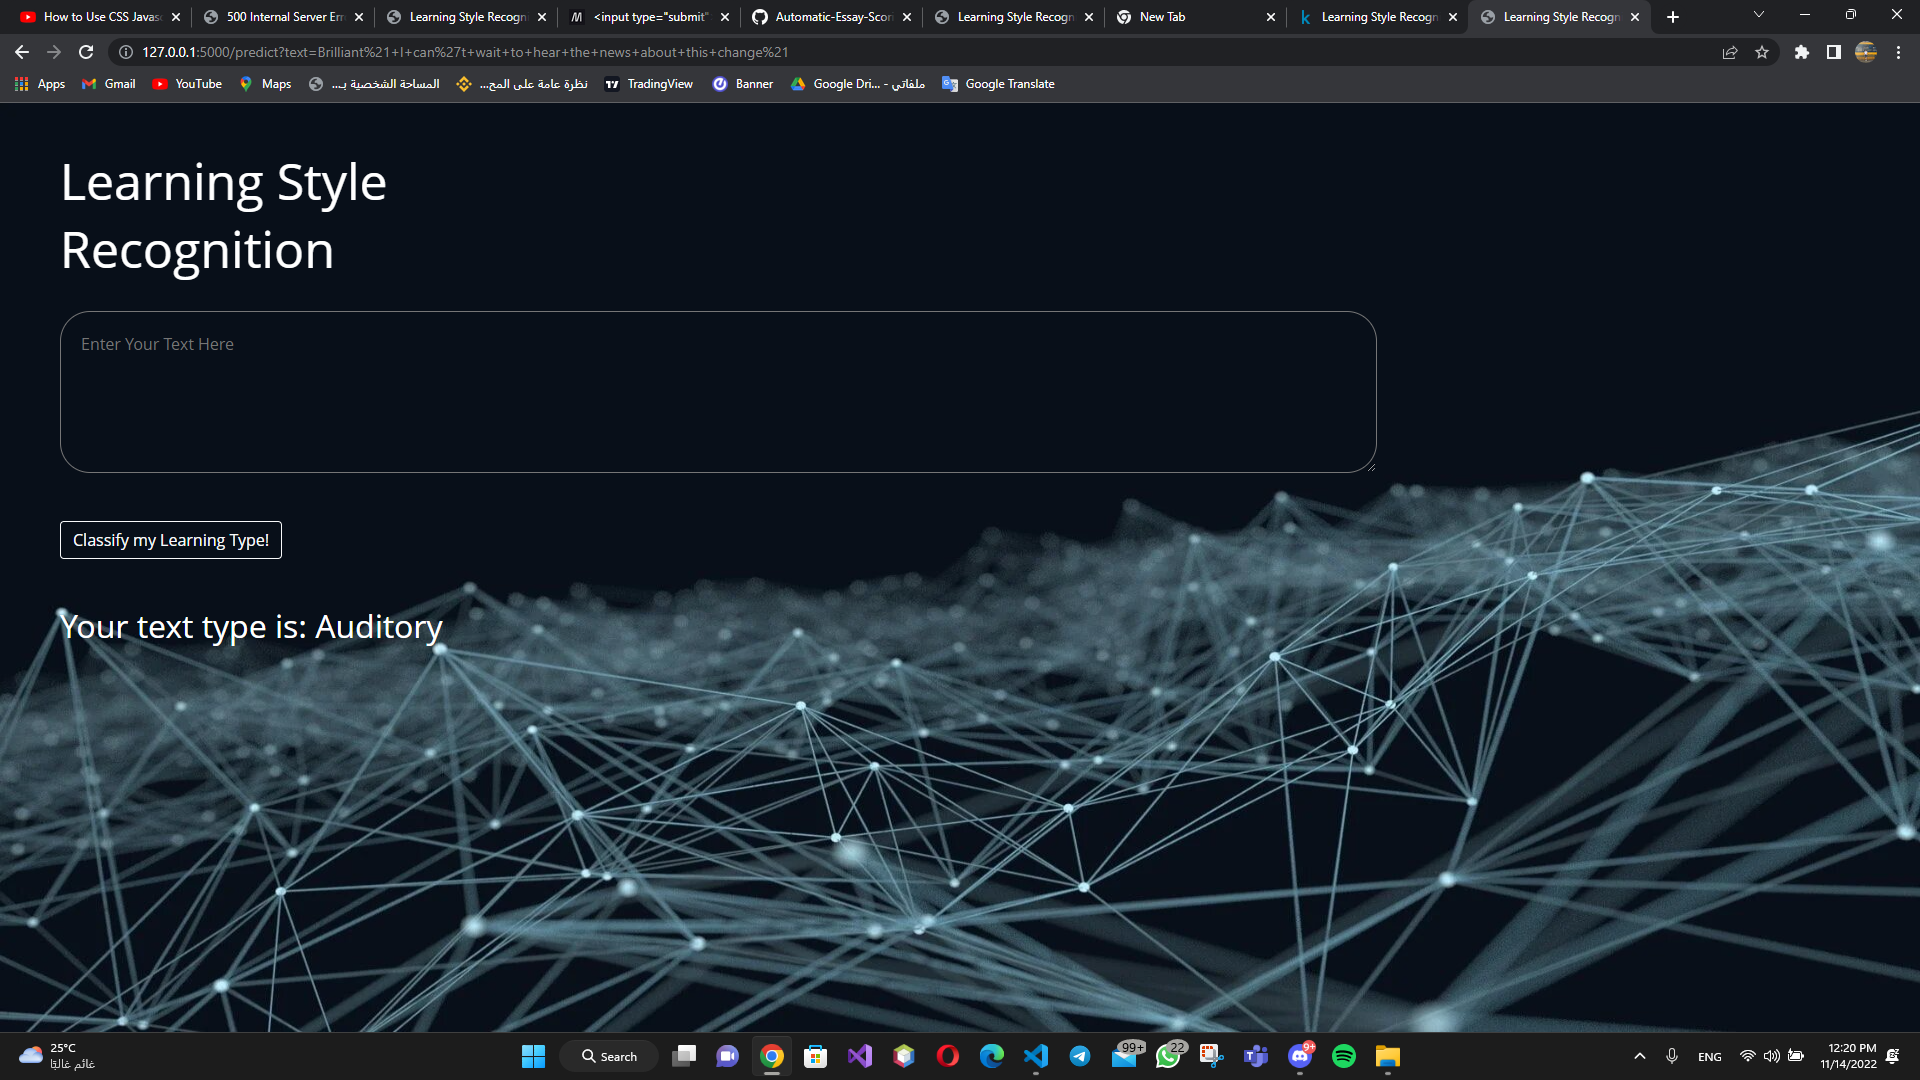 How to Use CSS Javas
500 Internal Server Err
Learning Style Recogn
<input type="submit"
Automatic-Essay-Scori
Learning Style Recogn
New Tab
Learning Style Recogn
Learning Style Recogn
127.0.0.1:5000/predict?text=Brilliant%21+I+can%27t+wait+to+hear+the+news+about+this+change%21
Apps
Gmail
YouTube
Maps
المساحة الشخصية بـ...
نظرة عامة على المح...
TradingView
Banner
ملفاتي - Google Dri...
Google Translate
Learning Style
Recognition
Enter Your Text Here
Classify my Learning Type!
Your text type is: Auditory
25°C
غائم غالبًا
Search
99+
22
9+
ENG
12:20 PM
11/14/2022